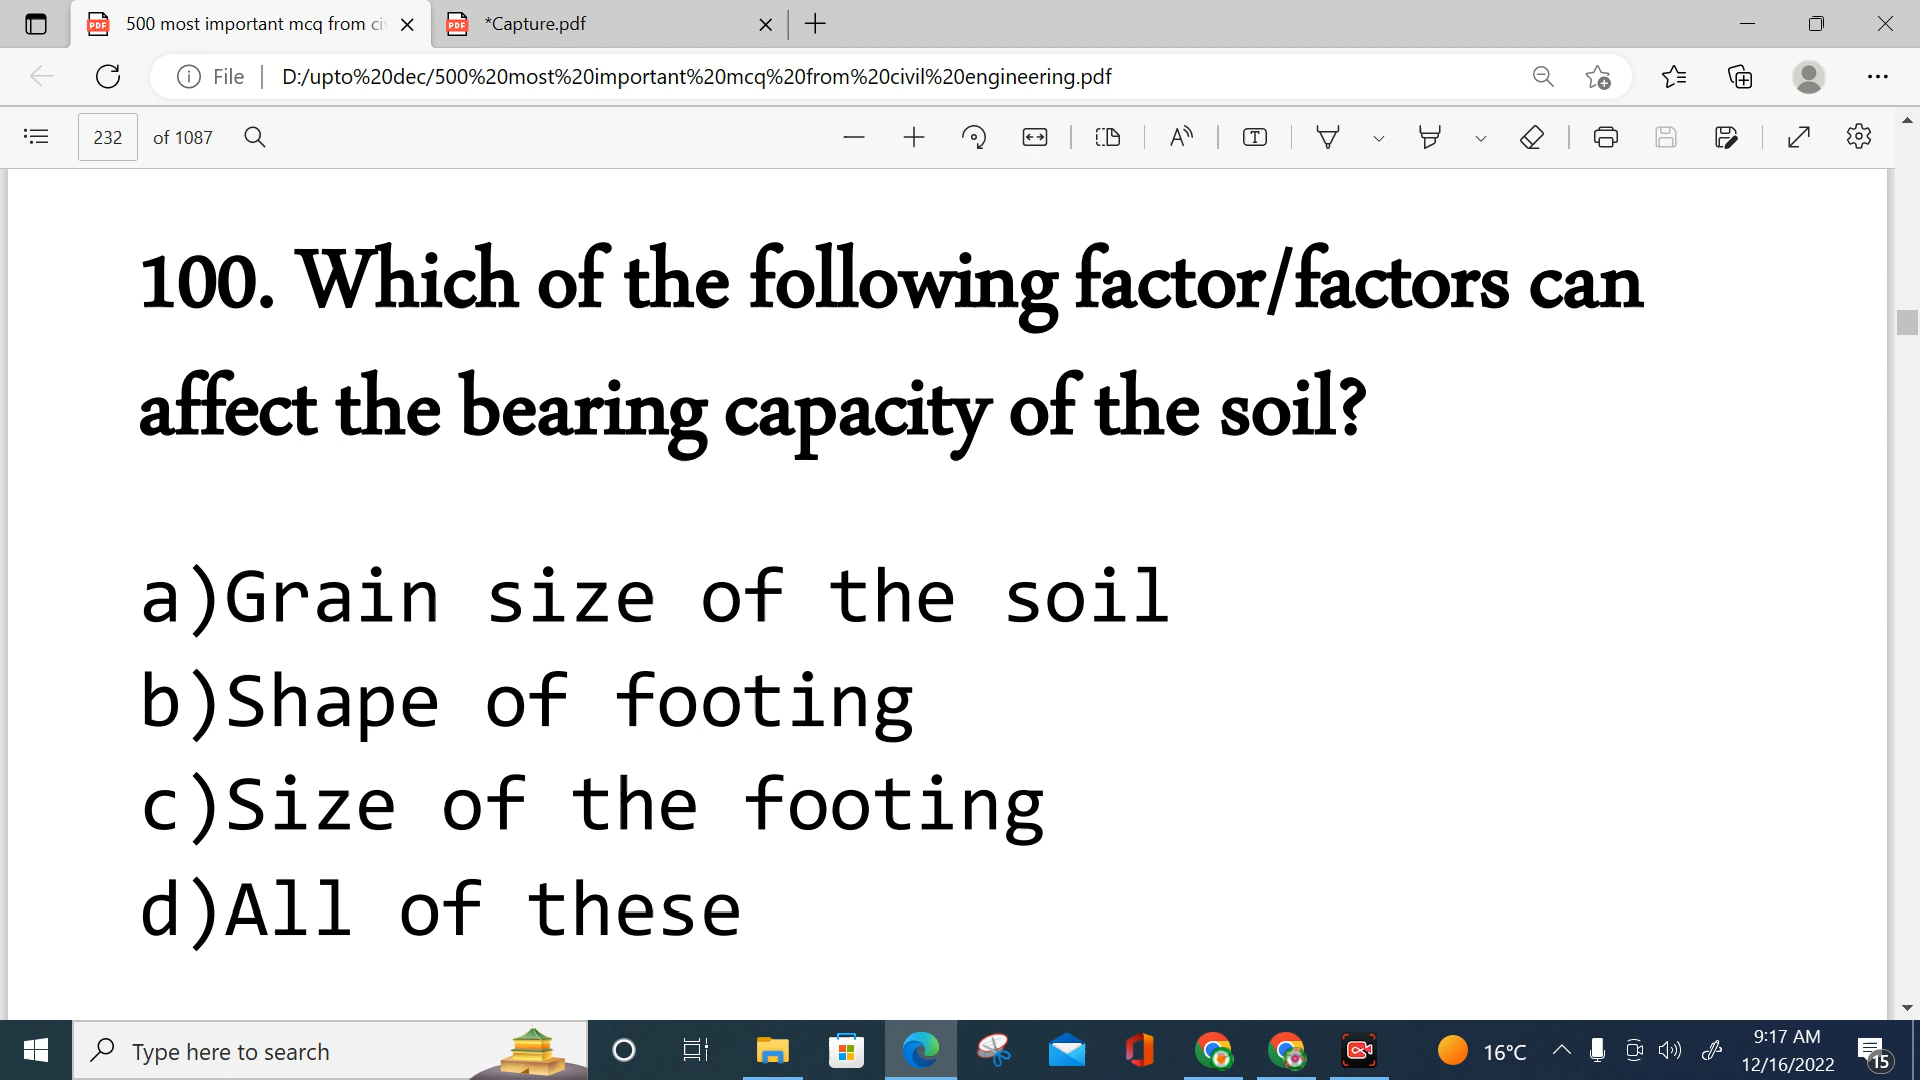 500 most important mcq from ci
*Capture.pdf
File
D:/upto%20dec/500%20most%20important%20mcq%20from%20civil%20engineering.pdf
232 of 1087
100. Which of the following factor/factors can
affect the bearing capacity of the soil?
a)Grain size of the soil
b)Shape of footing
c)Size of the footing
d)All of these
Type here to search
16°C
9:17 AM
12/16/2022
15